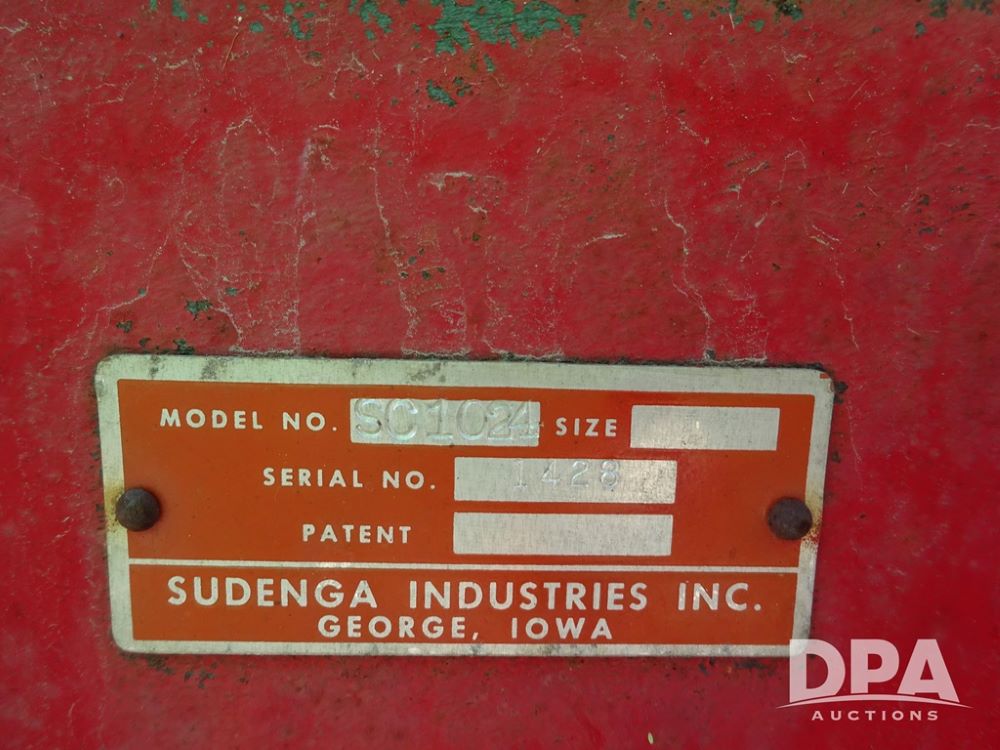 MODEL NO. SC1024 SIZE
SERIAL NO. 1428
PATENT
SUDENGA INDUSTRIES INC.
GEORGE, IOWA
DPA
AUCTIONS